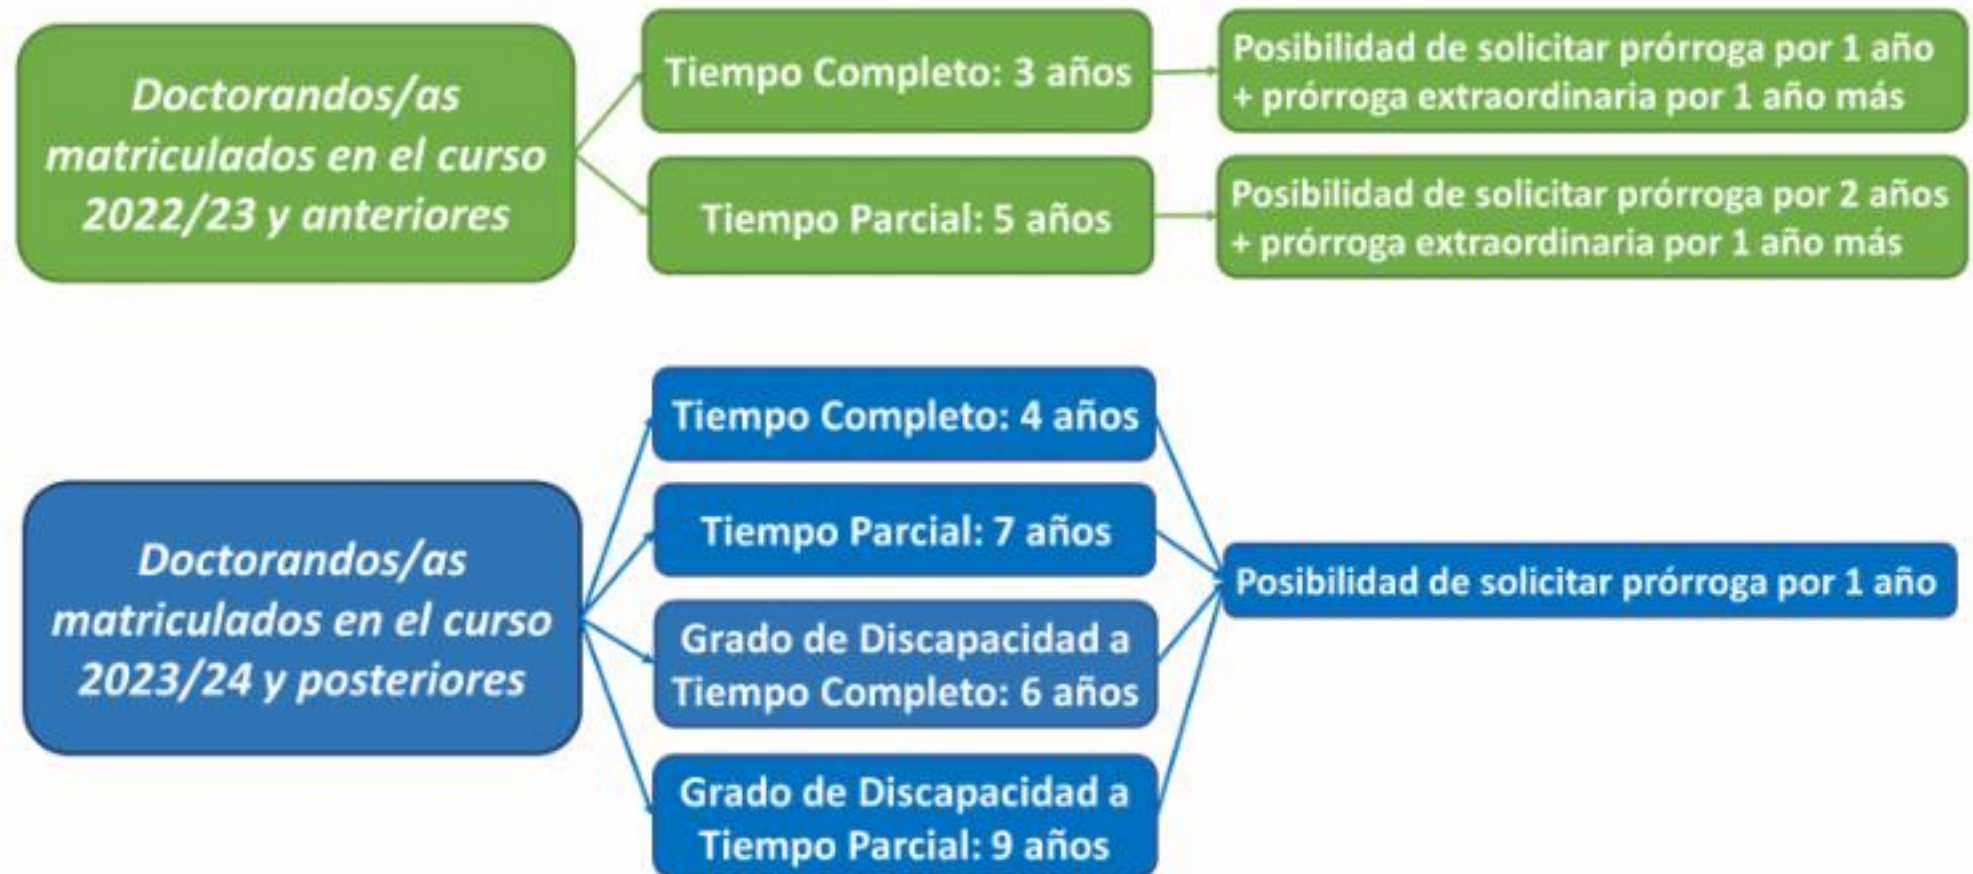 Doctorandos/as
matriculados en el curso
2022/23 y anteriores
Tiempo Completo: 3 años
Posibilidad de solicitar prórroga por 1 año
+ prórroga extraordinaria por 1 año más
Tiempo Parcial: 5 años
Posibilidad de solicitar prórroga por 2 años
+ prórroga extraordinaria por 1 año más
Doctorandos/as
matriculados en el curso
2023/24 y posteriores
Tiempo Completo: 4 años
Tiempo Parcial: 7 años
Grado de Discapacidad a
Tiempo Completo: 6 años
Grado de Discapacidad a
Tiempo Parcial: 9 años
Posibilidad de solicitar prórroga por 1 año